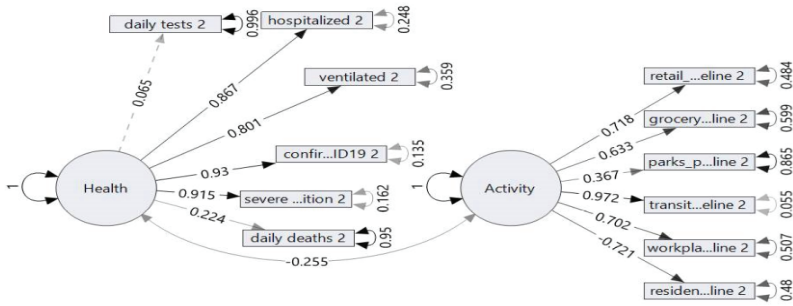 daily tests 2
0.996
hospitalized 2
0.248
0.065
0.867
ventilated 2
0.359
0.801
confir...ID19 2
0.135
0.93
1
Health
0.915
severe ...ition 2
0.162
0.224
daily deaths 2
0.95
-0.255
retail_...eline 2
0.484
0.718
grocery...line 2
0.599
0.633
parks_p...line 2
0.865
0.367
1
Activity
0.972
transit...eline 2
0.055
0.702
workpla...line 2
0.507
-0.721
residen...line 2
0.48